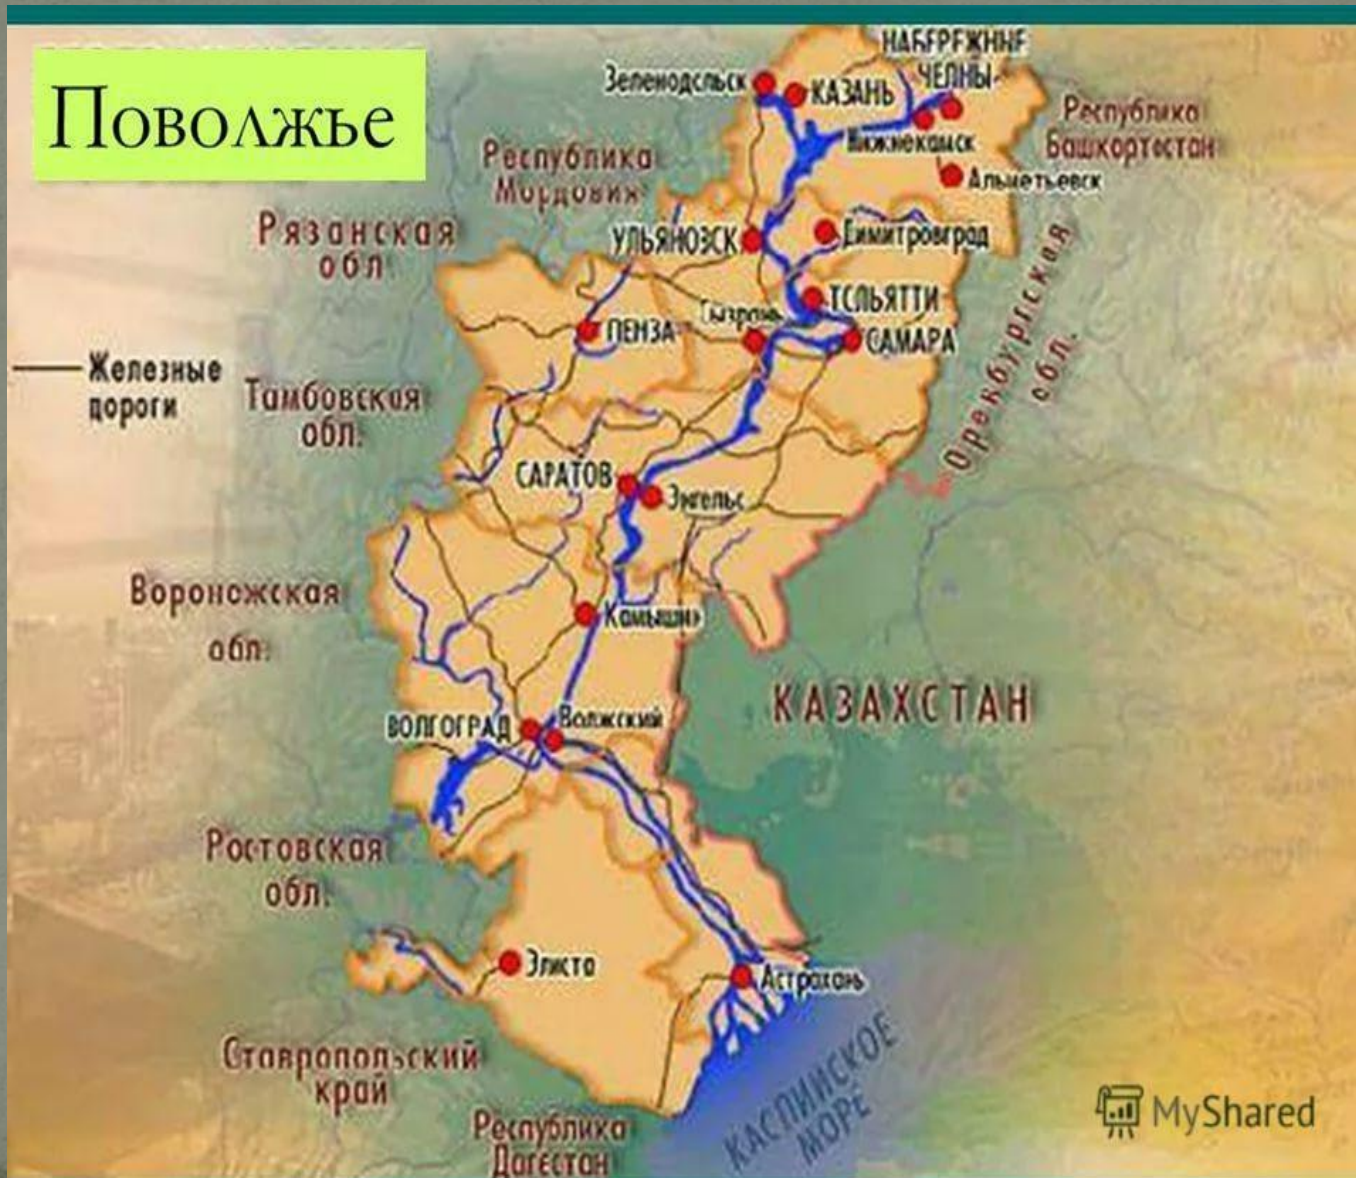 Поволжье
НАБЕРЕЖНЫЕ
ЧЕЛНЫ
Зеленодольск
КАЗАНЬ
Нижнекамск
Республика
Башкортостан
Республика
Мордовия
Альметьевск
Рязанская
обл.
УЛЬЯНОВСК
Димитровград
ТОЛЬЯТТИ
Сызрань
ПЕНЗА
САМАРА
Оренбургская
обл.
Железные
дороги
Тамбовская
обл.
САРАТОВ
Энгельс
Воронежская
обл.
Камышин
КАЗАХСТАН
ВОЛГОГРАД
Волжский
Ростовская
обл.
Элиста
Астрахань
Ставропольский
край
КАСПИЙСКОЕ
МОРЕ
Республика
Дагестан
MyShared